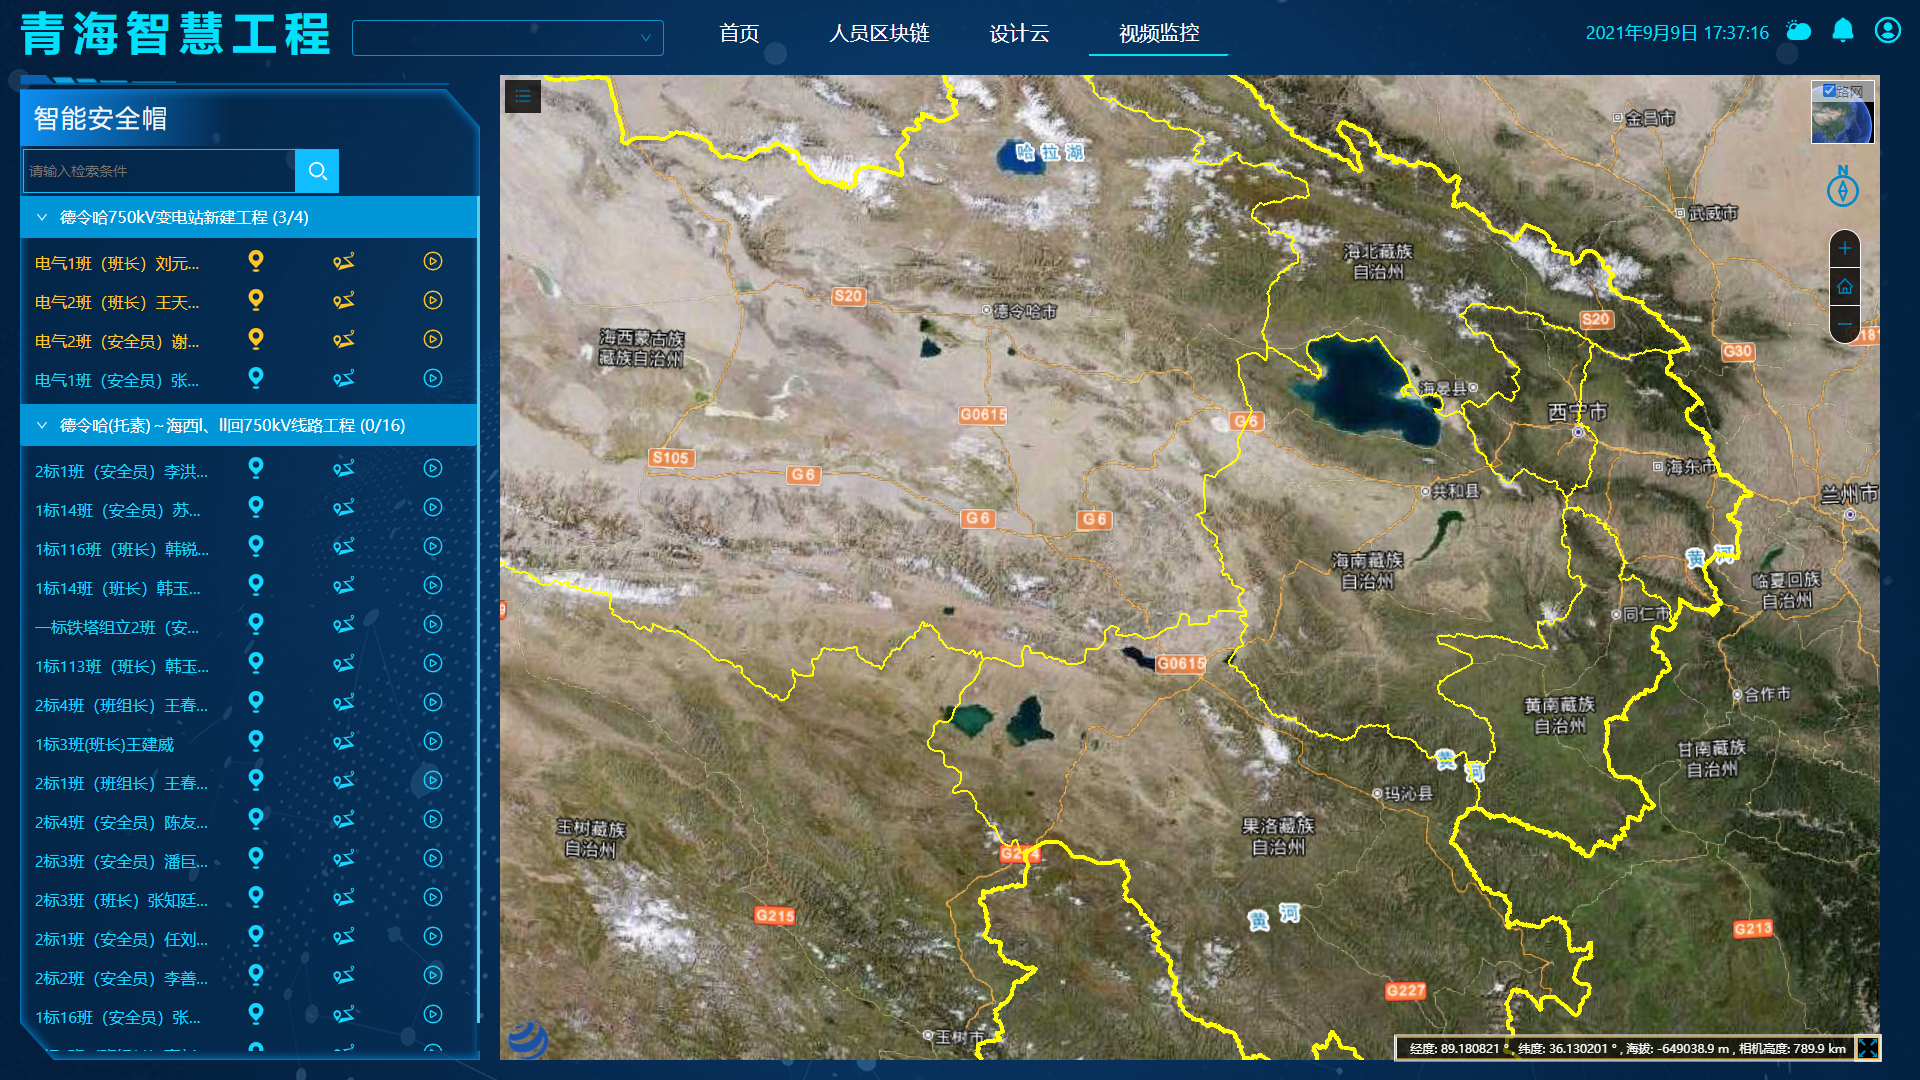 青海智慧工程
首页
人员区块链
设计云
视频监控
2021年9月9日 17:37:16
智能安全帽
请输入检索条件
德令哈750kV变电站新建工程 (3/4)
电气1班（班长）刘元...
电气2班（班长）王天...
电气2班（安全员）谢...
电气1班（安全员）张...
德令哈(托素)～海西Ⅰ、Ⅱ回750kV线路工程 (0/16)
2标1班（安全员）李洪...
1标14班（安全员）苏...
1标116班（班长）韩锐...
1标14班（班长）韩玉...
一标铁塔组立2班（安...
1标113班（班长）韩玉...
2标4班（班组长）王春...
1标3班(班长)王建威
2标1班（班组长）王春...
2标4班（安全员）陈友...
2标3班（安全员）潘巨...
2标3班（班长）张知廷...
2标1班（安全员）任刘...
2标2班（安全员）李善...
1标16班（安全员）张...
路网
N
金昌市
哈拉湖
武威市
海北藏族
自治州
S20
德令哈市
S20
海西蒙古族
藏族自治州
G30
G0615
海晏县
西宁市
G6
S105
G6
海东市
共和县
兰州市
G6
G6
黄河
海南藏族
自治州
临夏回族
自治州
同仁市
G0615
合作市
黄南藏族
自治州
甘南藏族
自治州
黄河
玛沁县
玉树藏族
自治州
果洛藏族
自治州
黄河
G215
G213
G227
玉树市
经度: 89.180821 °, 纬度: 36.130201 °, 海拔: -649038.9 m , 相机高度: 789.9 km